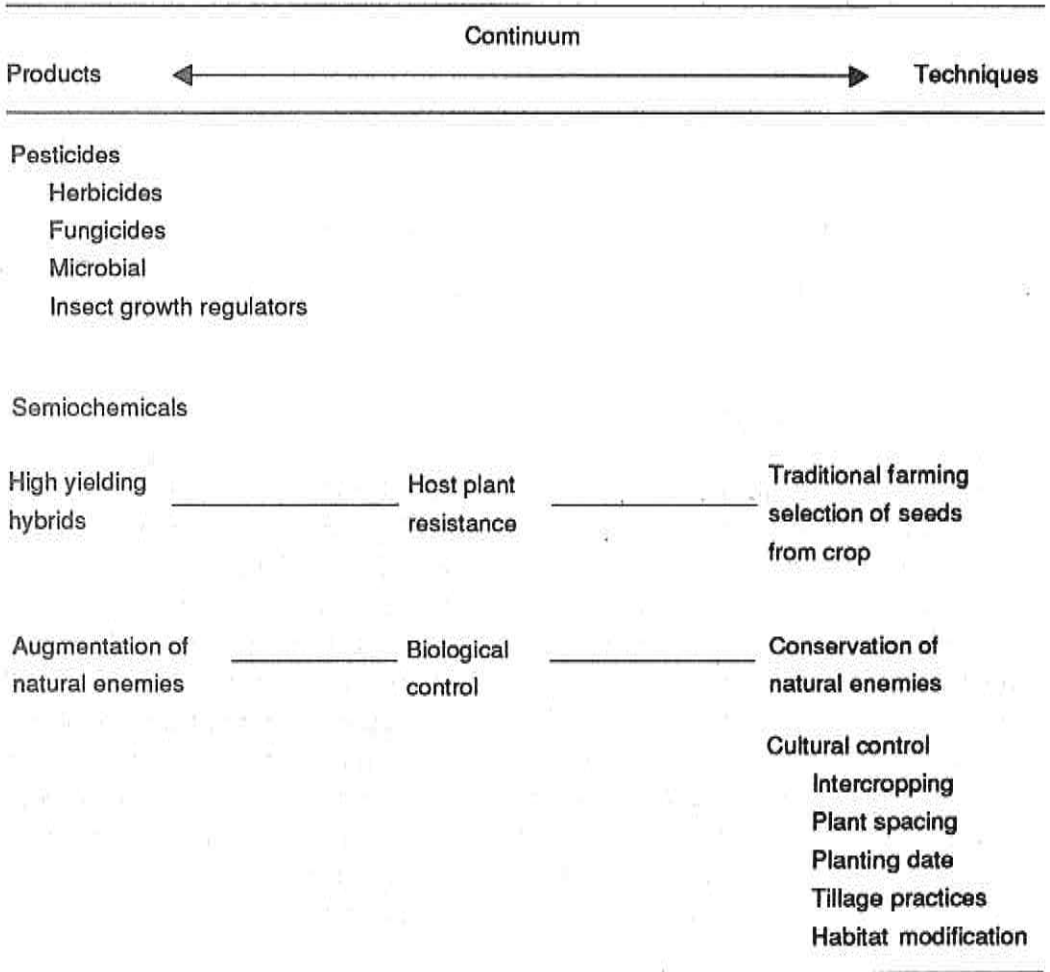 Continuum
Products Techniques
Pesticides
Herbicides
Fungicides
Microbial
Insect growth regulators
Semiochemicals
High yielding
hybrids
Host plant
resistance
Traditional farming
selection of seeds
from crop
Augmentation of
natural enemies
Biological
control
Conservation of
natural enemies
Cultural control
Intercropping
Plant spacing
Planting date
Tillage practices
Habitat modification